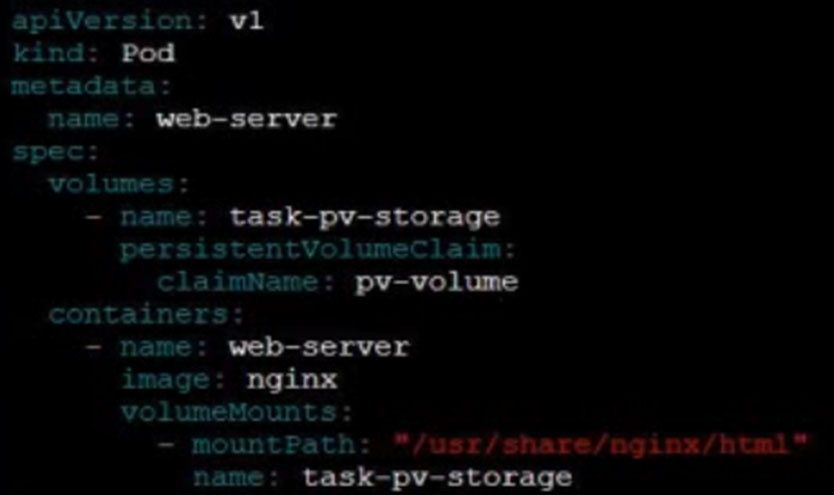 apiVersion: v1
kind: Pod
metadata:
  name: web-server
spec:
  volumes:
    - name: task-pv-storage
      persistentVolumeClaim:
        claimName: pv-volume
  containers:
    - name: web-server
      image: nginx
      volumeMounts:
        - mountPath: "/usr/share/nginx/html"
          name: task-pv-storage